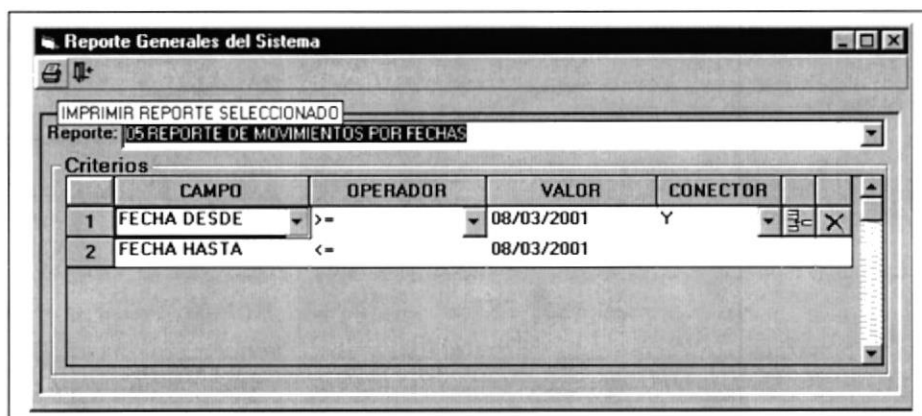 Reporte Generales del Sistema
IMPRIMIR REPORTE SELECCIONADO
Reporte: 05 REPORTE DE MOVIMIENTOS POR FECHAS
Criterios
CAMPO OPERADOR VALOR CONECTOR
1 FECHA DESDE >= 08/03/2001 Y
2 FECHA HASTA <= 08/03/2001